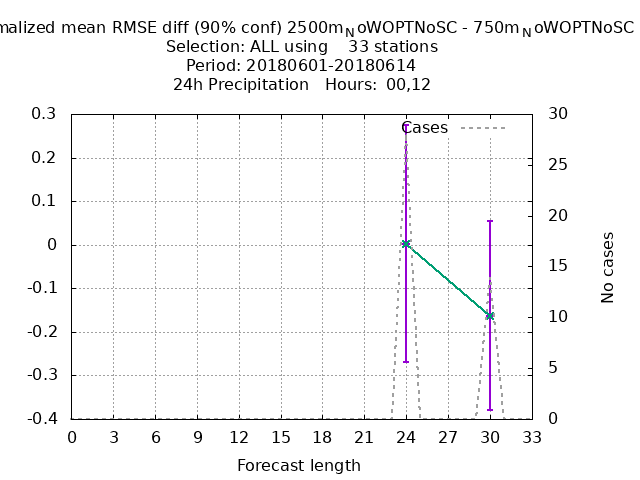 malized mean RMSE diff (90% conf) 2500mNoWOPTNoSC - 750mNoWOPTNoSC
Selection: ALL using 33 stations
Period: 20180601-20180614
24h Precipitation Hours: 00,12
Cases
0.3
0.2
0.1
0
-0.1
-0.2
-0.3
-0.4
30
25
20
15
10
5
0
No cases
0 3 6 9 12 15 18 21 24 27 30 33
Forecast length